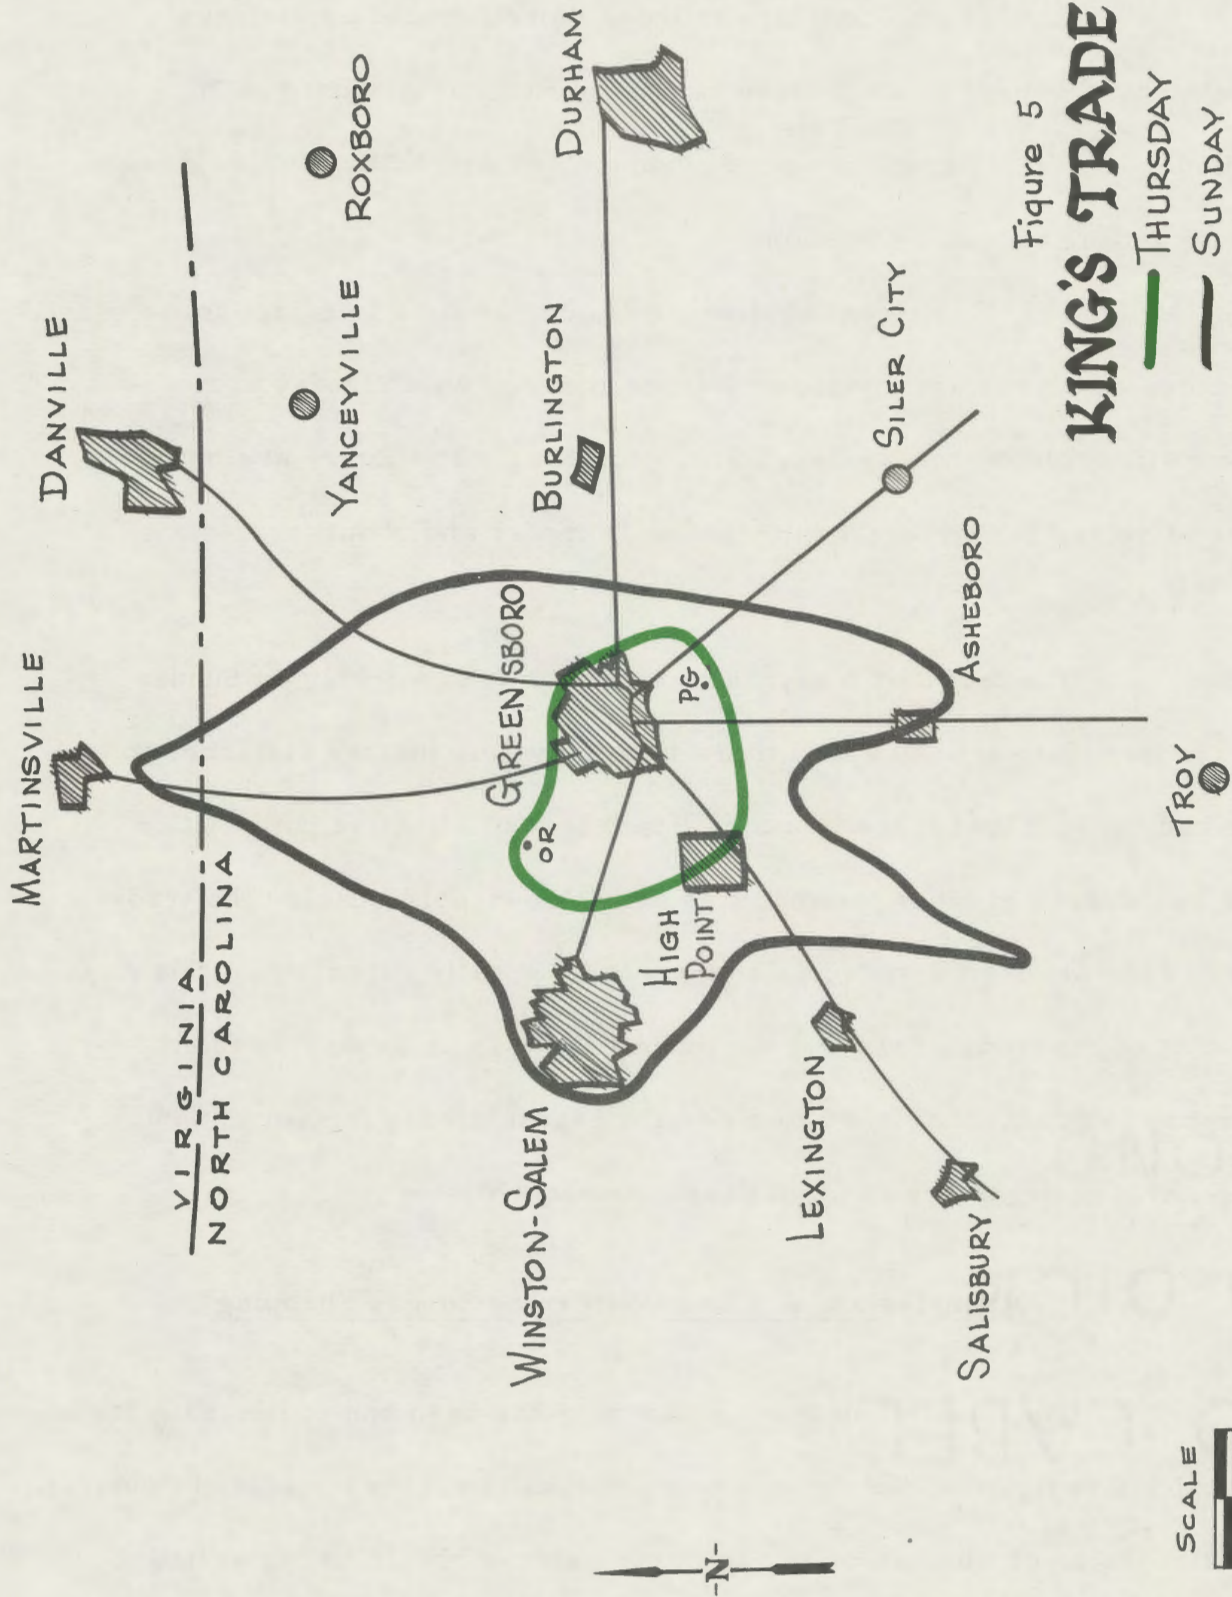 MARTINSVILLE
DANVILLE
VIRGINIA
NORTH CAROLINA
YANCEYVILLE
ROXBORO
GREENSBORO
BURLINGTON
DURHAM
WINSTON-SALEM
OR
HIGH
POINT
PG
LEXINGTON
SALISBURY
ASHEBORO
SILER CITY
TROY
-N-
SCALE
Figure 5
KING'S TRADE
THURSDAY
SUNDAY